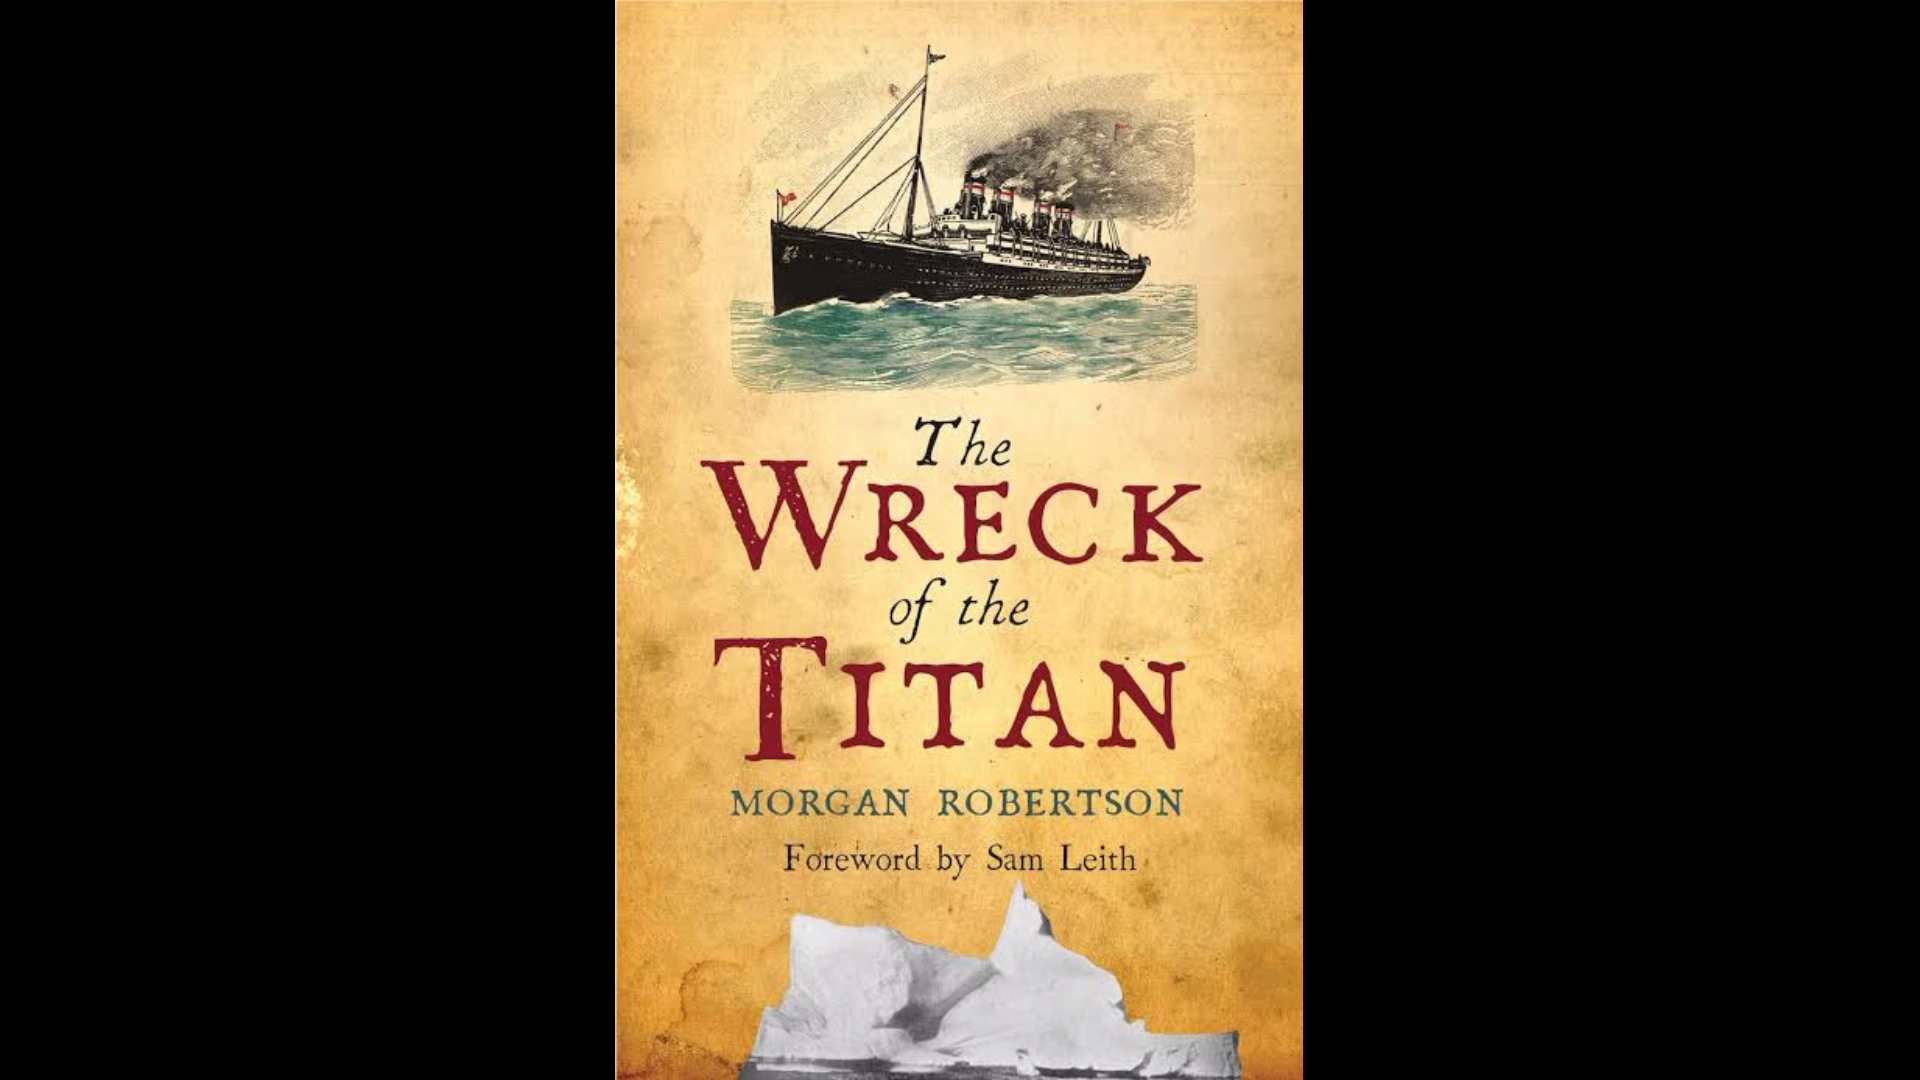 The
WRECK
of the
TITAN
MORGAN ROBERTSON
Foreword by Sam Leith